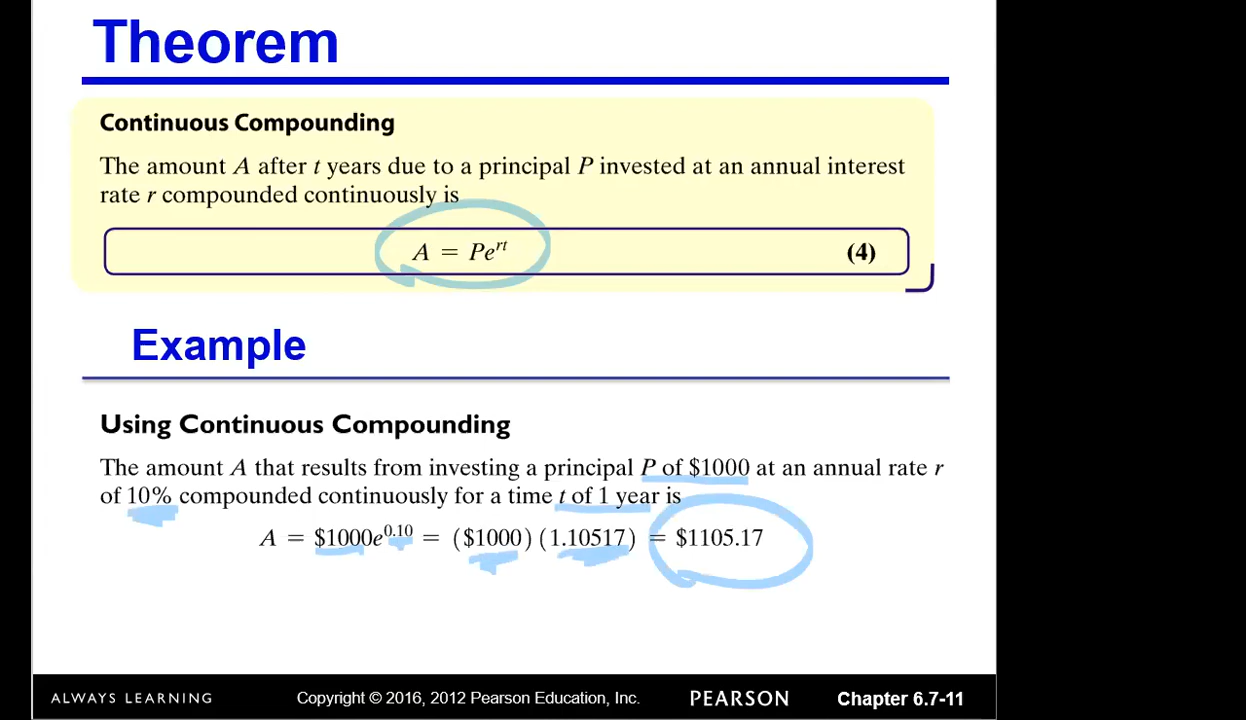 Theorem
Continuous Compounding
The amount A after t years due to a principal P invested at an annual interest
rate r compounded continuously is
A = Pe^rt (4)
Example
Using Continuous Compounding
The amount A that results from investing a principal P of $1000 at an annual rate r
of 10% compounded continuously for a time t of 1 year is
A = $1000e^0.10 = ($1000)(1.10517) = $1105.17
ALWAYS LEARNING Copyright © 2016, 2012 Pearson Education, Inc. PEARSON Chapter 6.7-11